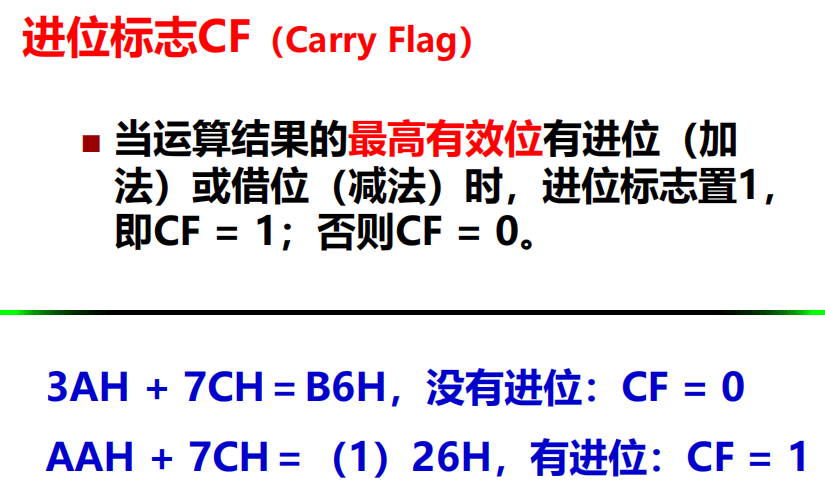 进位标志CF（Carry Flag）
当运算结果的最高有效位有进位（加
法）或借位（减法）时，进位标志置1，
即CF = 1；否则CF = 0。
3AH + 7CH＝B6H，没有进位：CF = 0
AAH + 7CH＝（1）26H，有进位：CF = 1